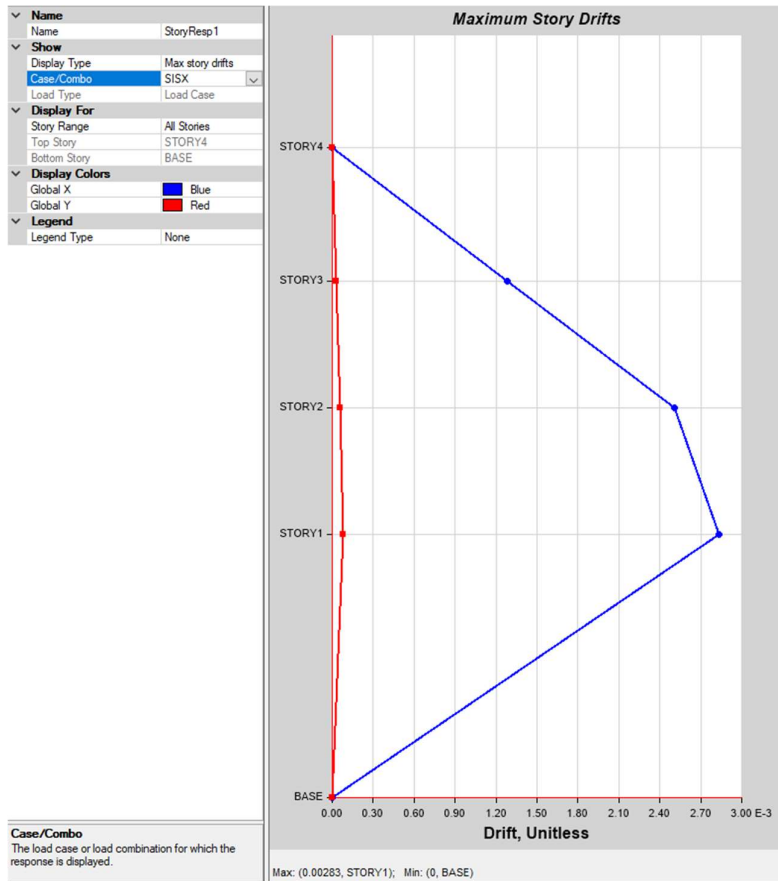 Name
Name StoryResp1
Show
Display Type Max story drifts
Case/Combo SISX
Load Type Load Case
Display For
Story Range All Stories
Top Story STORY4
Bottom Story BASE
Display Colors
Global X Blue
Global Y Red
Legend
Legend Type None
Case/Combo
The load case or load combination for which the
response is displayed.
Maximum Story Drifts
STORY4
STORY3
STORY2
STORY1
BASE
0.00 0.30 0.60 0.90 1.20 1.50 1.80 2.10 2.40 2.70 3.00 E-3
Drift, Unitless
Max: (0.00283, STORY1); Min: (0, BASE)